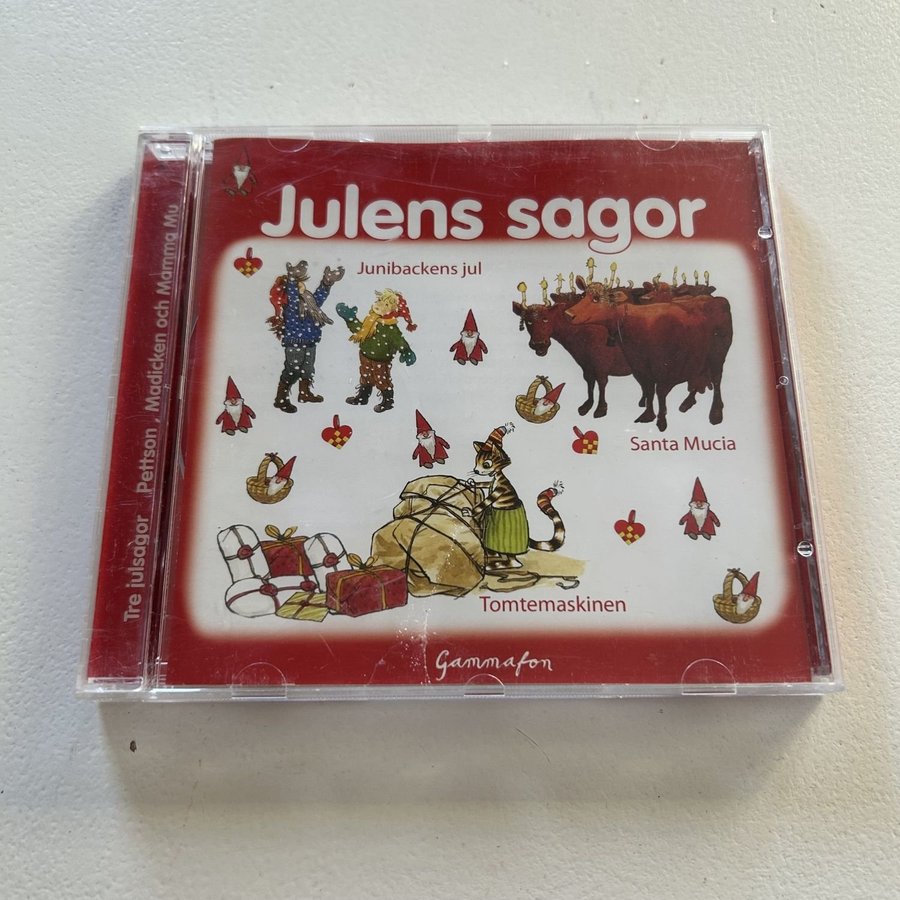 Julens sagor
Junibackens jul
Santa Mucia
Tomtemaskinen
Gammafon
Tre julsagor Pettson , Madicken och Mamma Mu